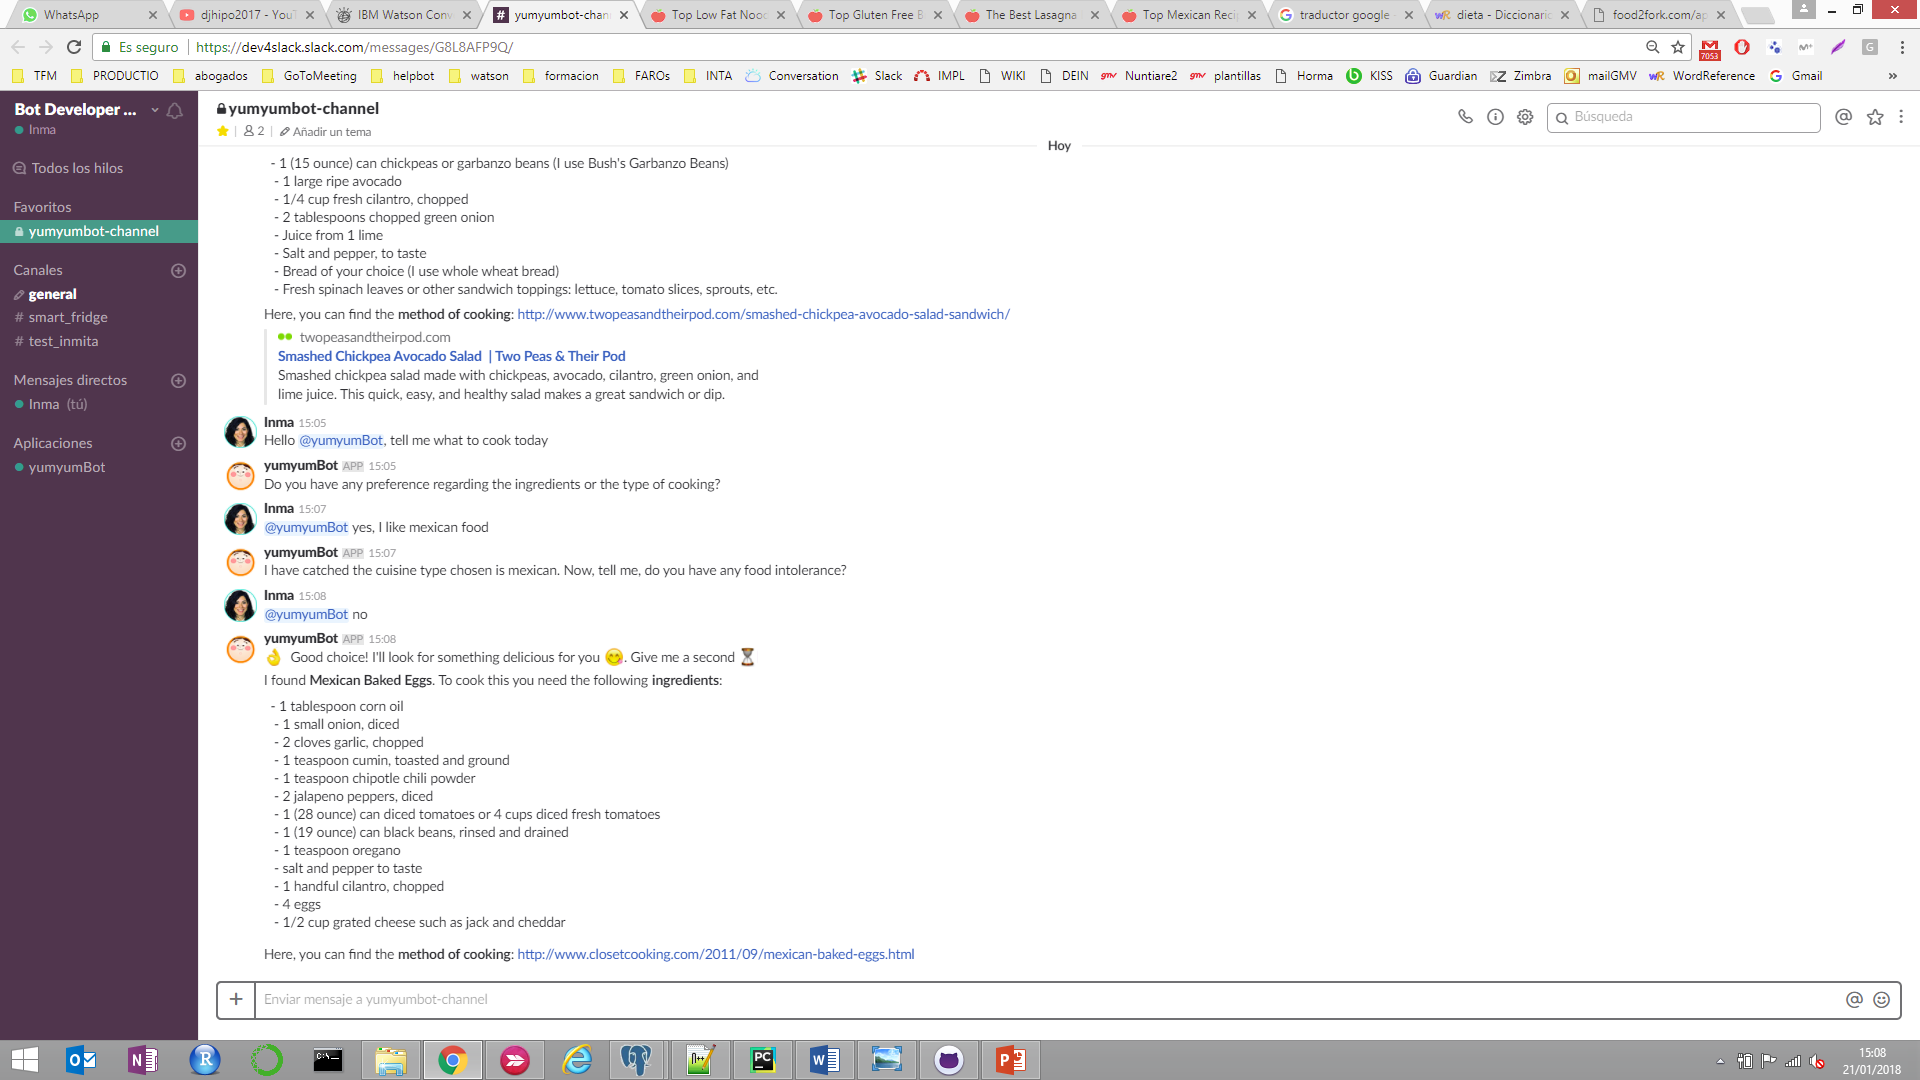 WhatsApp
djhipo2017 - YouT
IBM Watson Conv
yumyumbot-chan
Top Low Fat Nooc
Top Gluten Free B
The Best Lasagna
Top Mexican Reci
traductor google
dieta - Diccionario
food2fork.com/ap
Es seguro
https://dev4slack.slack.com/messages/G8L8AFP9Q/
7053
TFM
PRODUCTIO
abogados
GoToMeeting
helpbot
watson
formacion
FAROs
INTA
Conversation
Slack
IMPL
WIKI
DEIN
Nuntiare2
plantillas
Horma
KISS
Guardian
Zimbra
mailGMV
WordReference
Gmail
»
Bot Developer ...
Inma
Todos los hilos
Favoritos
yumyumbot-channel
Canales
general
# smart_fridge
# test_inmita
Mensajes directos
Inma (tú)
Aplicaciones
yumyumBot
yumyumbot-channel
2
Añadir un tema
Búsqueda
Hoy
- 1 (15 ounce) can chickpeas or garbanzo beans (I use Bush's Garbanzo Beans)
- 1 large ripe avocado
- 1/4 cup fresh cilantro, chopped
- 2 tablespoons chopped green onion
- Juice from 1 lime
- Salt and pepper, to taste
- Bread of your choice (I use whole wheat bread)
- Fresh spinach leaves or other sandwich toppings: lettuce, tomato slices, sprouts, etc.
Here, you can find the method of cooking: http://www.twopeasandtheirpod.com/smashed-chickpea-avocado-salad-sandwich/
twopeasandtheirpod.com
Smashed Chickpea Avocado Salad | Two Peas & Their Pod
Smashed chickpea salad made with chickpeas, avocado, cilantro, green onion, and
lime juice. This quick, easy, and healthy salad makes a great sandwich or dip.
Inma 15:05
Hello @yumyumBot, tell me what to cook today
yumyumBot APP 15:05
Do you have any preference regarding the ingredients or the type of cooking?
Inma 15:07
@yumyumBot yes, I like mexican food
yumyumBot APP 15:07
I have catched the cuisine type chosen is mexican. Now, tell me, do you have any food intolerance?
Inma 15:08
@yumyumBot no
yumyumBot APP 15:08
👌 Good choice! I'll look for something delicious for you 😋. Give me a second ⏳
I found Mexican Baked Eggs. To cook this you need the following ingredients:
- 1 tablespoon corn oil
- 1 small onion, diced
- 2 cloves garlic, chopped
- 1 teaspoon cumin, toasted and ground
- 1 teaspoon chipotle chili powder
- 2 jalapeno peppers, diced
- 1 (28 ounce) can diced tomatoes or 4 cups diced fresh tomatoes
- 1 (19 ounce) can black beans, rinsed and drained
- 1 teaspoon oregano
- salt and pepper to taste
- 1 handful cilantro, chopped
- 4 eggs
- 1/2 cup grated cheese such as jack and cheddar
Here, you can find the method of cooking: http://www.closetcooking.com/2011/09/mexican-baked-eggs.html
Enviar mensaje a yumyumbot-channel
15:08
21/01/2018